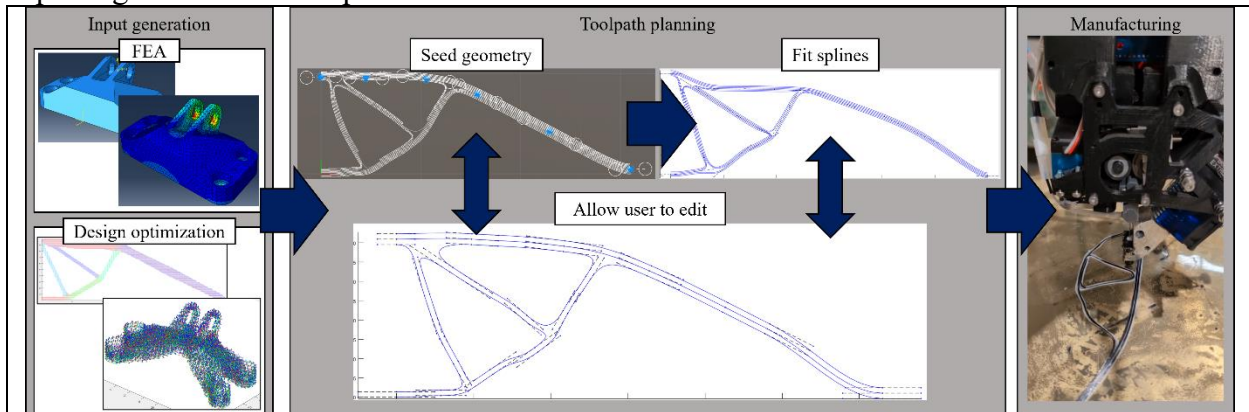 Input generation
FEA
Design optimization
Toolpath planning
Seed geometry
Fit splines
Allow user to edit
Manufacturing